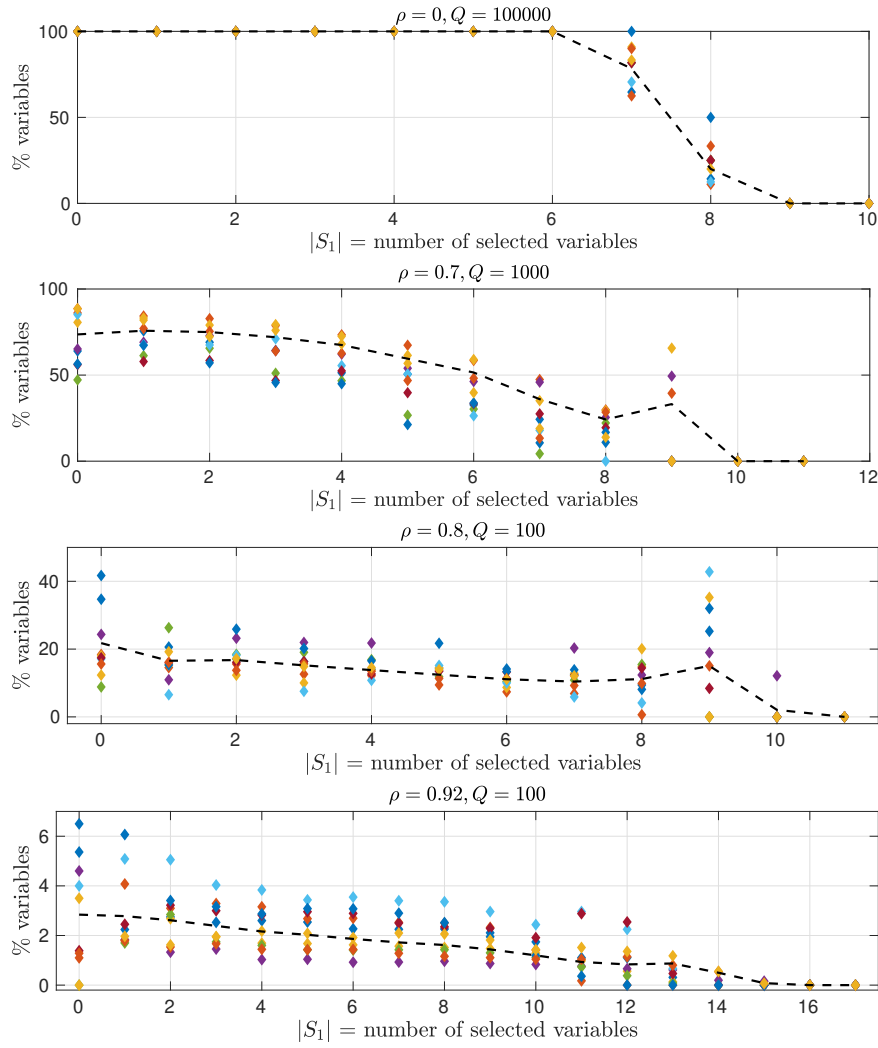 ρ = 0, Q = 100000
100
50
0
% variables
0 2 4 6 8 10
|S₁| = number of selected variables
ρ = 0.7, Q = 1000
100
50
0
% variables
0 2 4 6 8 10 12
|S₁| = number of selected variables
ρ = 0.8, Q = 100
40
20
0
% variables
0 2 4 6 8 10
|S₁| = number of selected variables
ρ = 0.92, Q = 100
6
4
2
0
% variables
0 2 4 6 8 10 12 14 16
|S₁| = number of selected variables